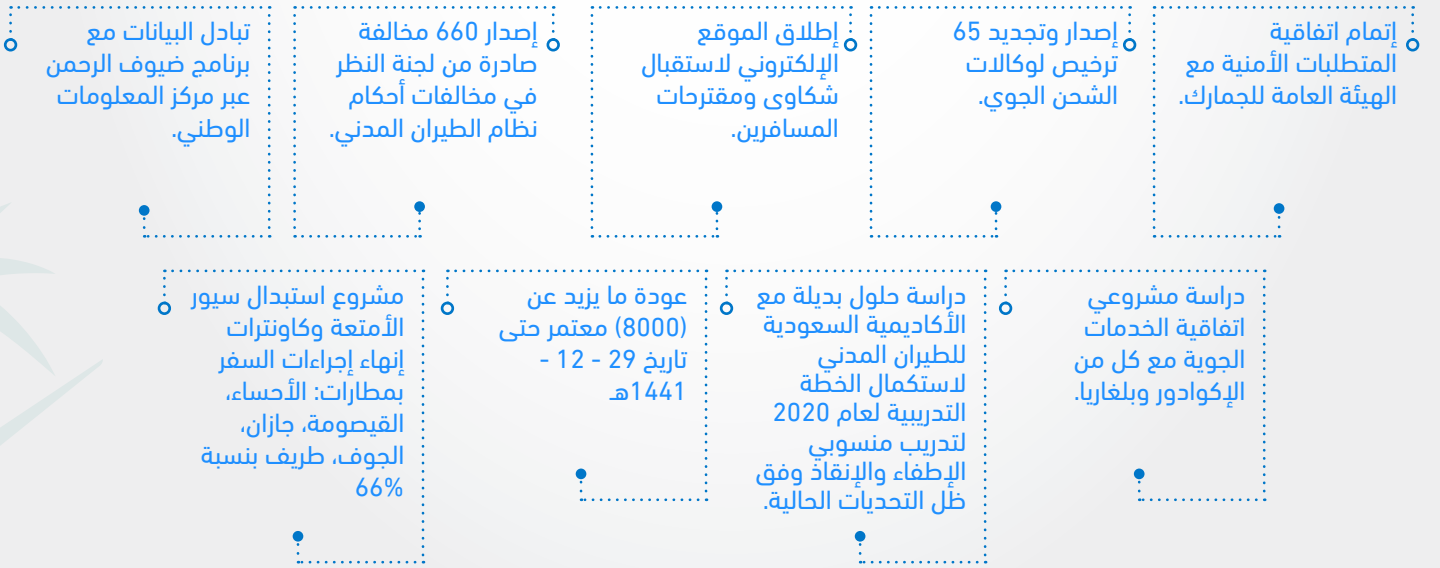 إتمام اتفاقية
المتطلبات الأمنية مع
الهيئة العامة للجمارك.
إصدار وتجديد 65
ترخيص لوكالات
الشحن الجوي.
إطلاق الموقع
الإلكتروني لاستقبال
شكاوى ومقترحات
المسافرين.
إصدار 660 مخالفة
صادرة من لجنة النظر
في مخالفات أحكام
نظام الطيران المدني.
تبادل البيانات مع
برنامج ضيوف الرحمن
عبر مركز المعلومات
الوطني.
دراسة مشروعي
اتفاقية الخدمات
الجوية مع كل من
الإكوادور وبلغاريا.
دراسة حلول بديلة مع
الأكاديمية السعودية
للطيران المدني
لاستكمال الخطة
التدريبية لعام 2020
لتدريب منسوبي
الإطفاء والإنقاذ وفق
ظل التحديات الحالية.
عودة ما يزيد عن
(8000) معتمر حتى
تاريخ 29 - 12 -
1441هـ
مشروع استبدال سيور
الأمتعة وكاونترات
إنهاء إجراءات السفر
بمطارات: الأحساء،
القيصومة، جازان،
الجوف، طريف بنسبة
66%